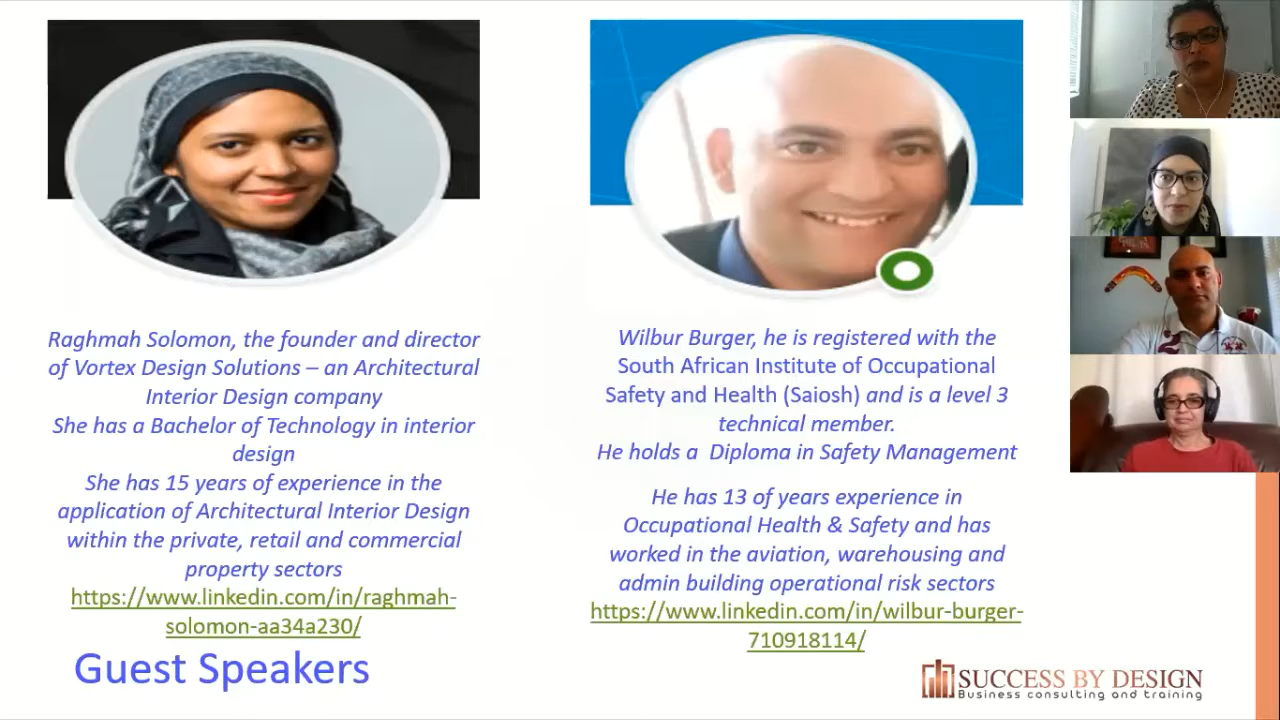 Raghmah Solomon, the founder and director
of Vortex Design Solutions – an Architectural
Interior Design company
She has a Bachelor of Technology in interior
design
She has 15 years of experience in the
application of Architectural Interior Design
within the private, retail and commercial
property sectors
https://www.linkedin.com/in/raghmah-
solomon-aa34a230/
Wilbur Burger, he is registered with the
South African Institute of Occupational
Safety and Health (Saiosh) and is a level 3
technical member.
He holds a  Diploma in Safety Management
He has 13 of years experience in
Occupational Health & Safety and has
worked in the aviation, warehousing and
admin building operational risk sectors
https://www.linkedin.com/in/wilbur-burger-
710918114/
Guest Speakers
SUCCESS BY DESIGN
Business consulting and training